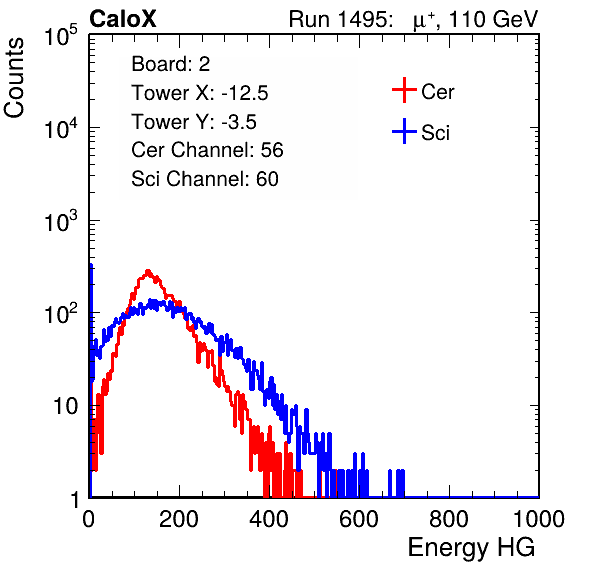 CaloX Run 1495: μ⁺, 110 GeV
Counts
Board: 2
Tower X: -12.5
Tower Y: -3.5
Cer Channel: 56
Sci Channel: 60
Cer
Sci
10⁵
10⁴
10³
10²
10
1
0 200 400 600 800 1000
Energy HG